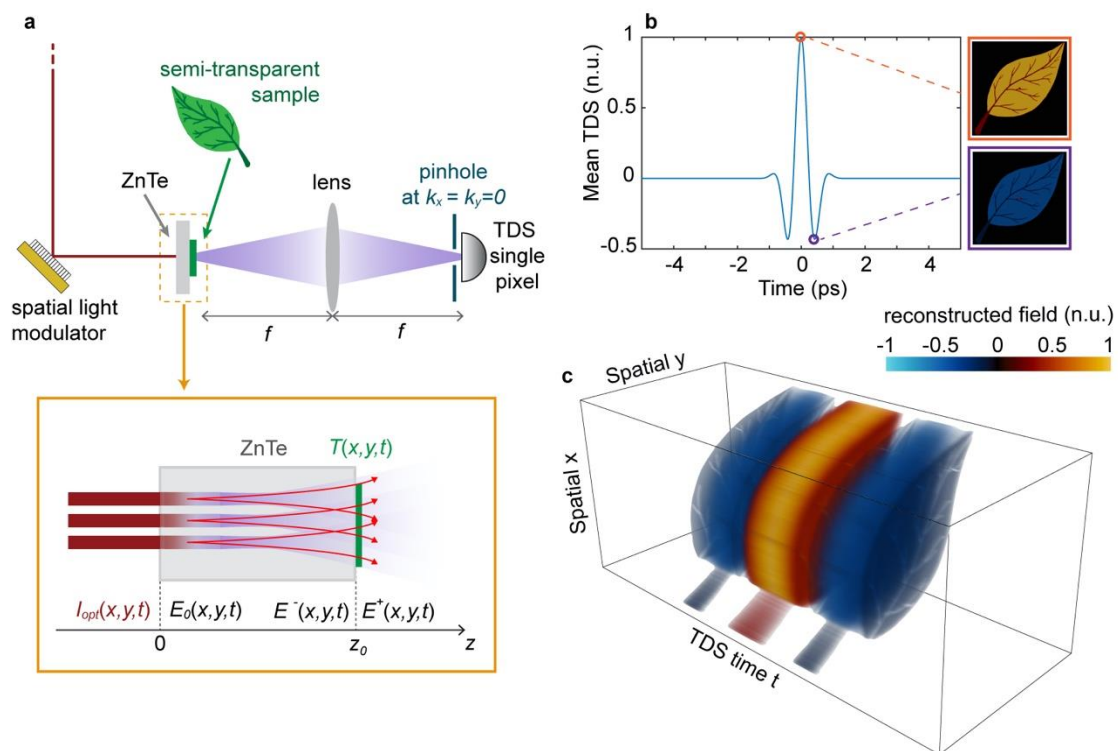 a
semi-transparent
sample
ZnTe
lens
pinhole
at kx = ky=0
TDS
single
pixel
spatial light
modulator
f
f
ZnTe
T(x,y,t)
Iopt(x,y,t)
E0(x,y,t)
E-(x,y,t)
E+(x,y,t)
0
z0
z
b
Mean TDS (n.u.)
1
0.5
0
-0.5
-4
-2
0
2
4
Time (ps)
reconstructed field (n.u.)
-1
-0.5
0
0.5
1
c
Spatial y
Spatial x
TDS time t